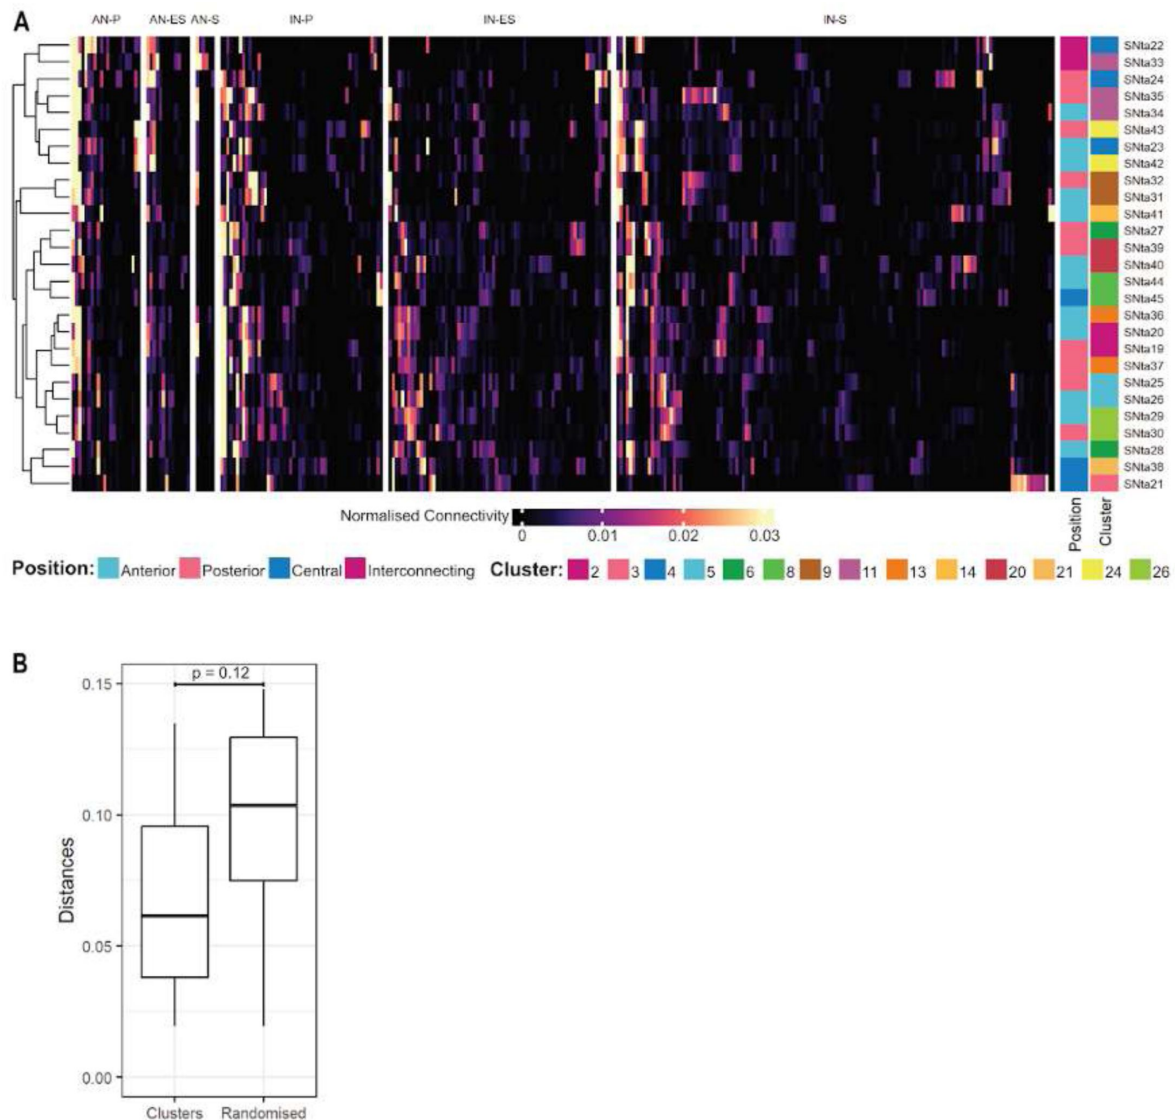 A
AN-P AN-ES AN-S IN-P IN-ES IN-S
SNta22
SNta33
SNta24
SNta35
SNta34
SNta43
SNta23
SNta42
SNta32
SNta31
SNta41
SNta27
SNta39
SNta40
SNta44
SNta45
SNta36
SNta20
SNta19
SNta37
SNta25
SNta26
SNta29
SNta30
SNta28
SNta38
SNta21
Position
Cluster
Normalised Connectivity
0 0.01 0.02 0.03
Position: Anterior Posterior Central Interconnecting Cluster: 2 3 4 5 6 8 9 11 13 14 20 21 24 26
B
p = 0.12
0.15
0.10
0.05
0.00
Distances
Clusters Randomised